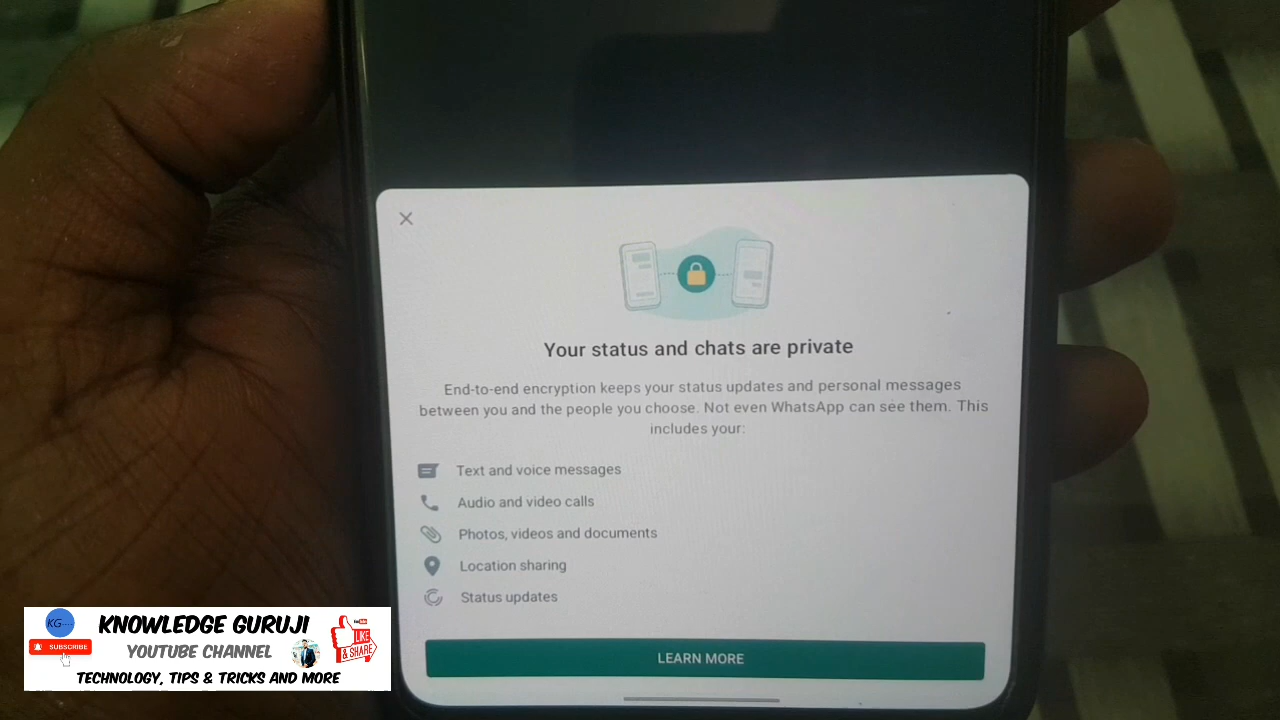 Your status and chats are private
End-to-end encryption keeps your status updates and personal messages
between you and the people you choose. Not even WhatsApp can see them. This
includes your:
Text and voice messages
Audio and video calls
Photos, videos and documents
Location sharing
Status updates
LEARN MORE
KG....
KNOWLEDGE GURUJI
SUBSCRIBE
YOUTUBE CHANNEL
LIKE
& SHARE
TECHNOLOGY, TIPS & TRICKS AND MORE